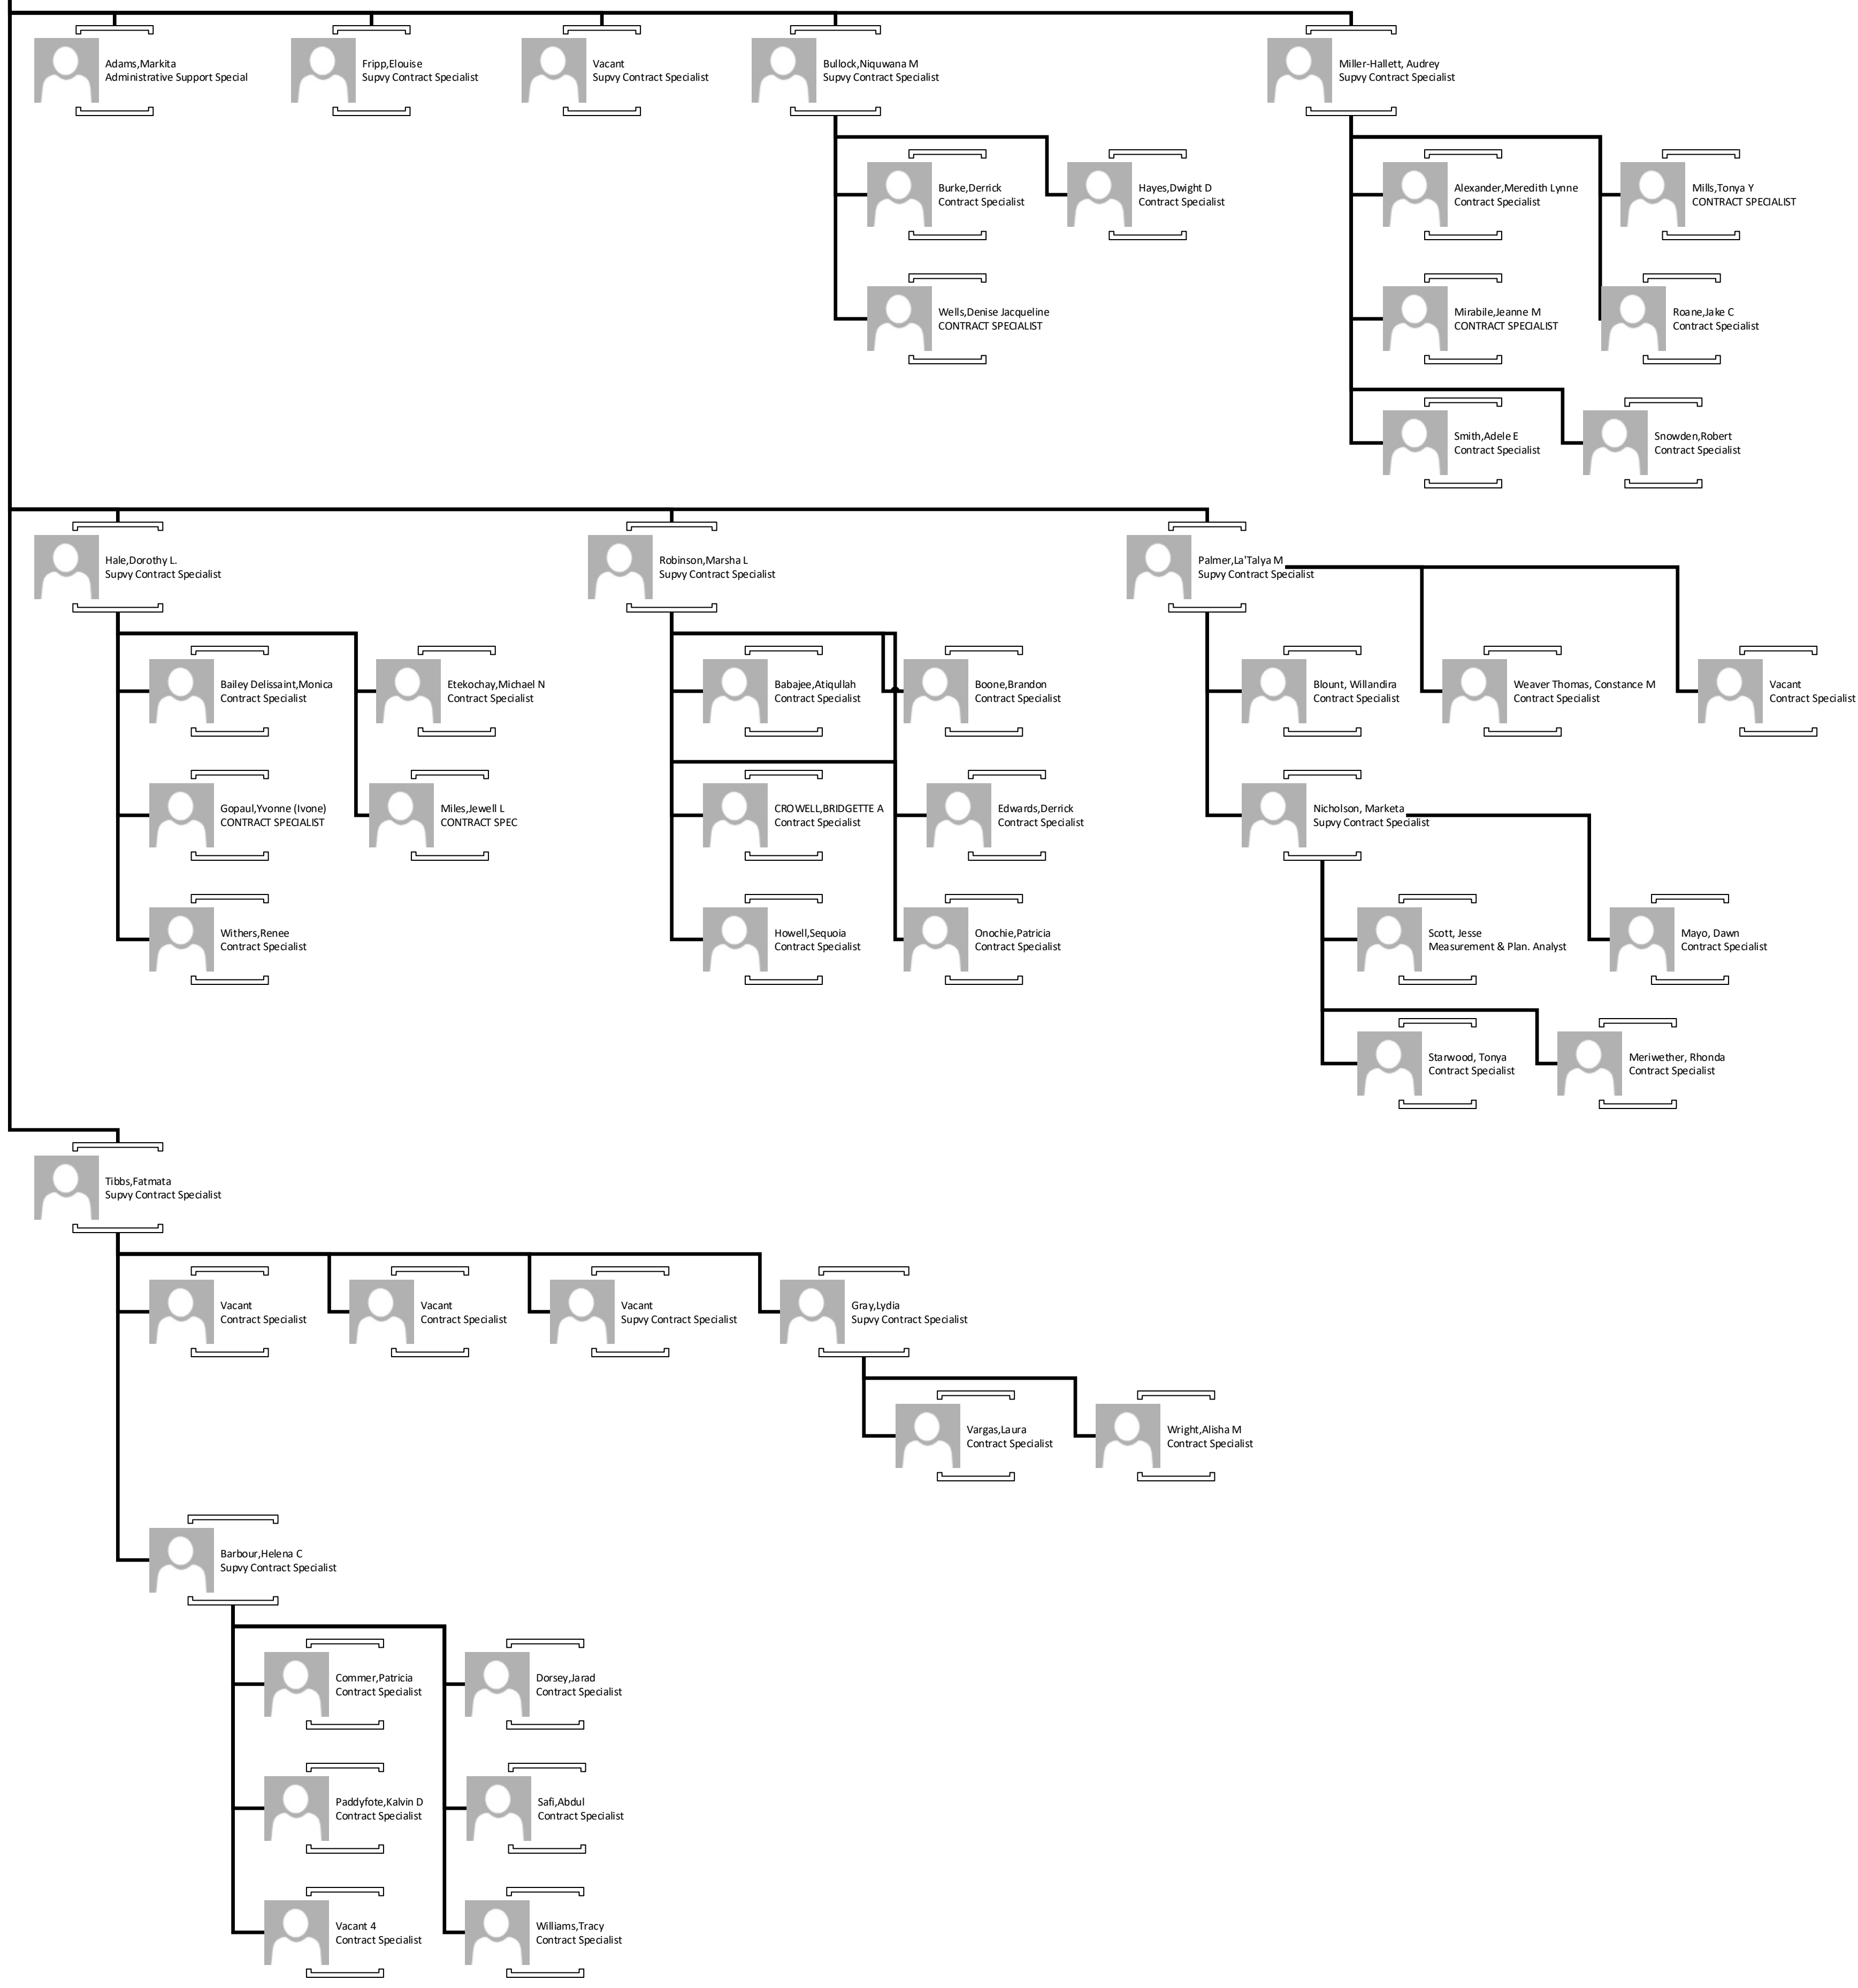 Adams,Markita
Administrative Support Special
Fripp,Elouise
Supvy Contract Specialist
Vacant
Supvy Contract Specialist
Bullock,Niquwana M
Supvy Contract Specialist
Miller-Hallett, Audrey
Supvy Contract Specialist
Burke,Derrick
Contract Specialist
Hayes,Dwight D
Contract Specialist
Alexander,Meredith Lynne
Contract Specialist
Mills,Tonya Y
CONTRACT SPECIALIST
Wells,Denise Jacqueline
CONTRACT SPECIALIST
Mirabile,Jeanne M
CONTRACT SPECIALIST
Roane,Jake C
Contract Specialist
Smith,Adele E
Contract Specialist
Snowden,Robert
Contract Specialist
Hale,Dorothy L.
Supvy Contract Specialist
Robinson,Marsha L
Supvy Contract Specialist
Palmer,La'Talya M
Supvy Contract Specialist
Bailey Delissaint,Monica
Contract Specialist
Etekochay,Michael N
Contract Specialist
Babajee,Atiqullah
Contract Specialist
Boone,Brandon
Contract Specialist
Blount, Willandira
Contract Specialist
Weaver Thomas, Constance M
Contract Specialist
Vacant
Contract Specialist
Gopaul,Yvonne (Ivone)
CONTRACT SPECIALIST
Miles,Jewell L
CONTRACT SPEC
CROWELL,BRIDGETTE A
Contract Specialist
Edwards,Derrick
Contract Specialist
Nicholson, Marketa
Supvy Contract Specialist
Withers,Renee
Contract Specialist
Howell,Sequoia
Contract Specialist
Onochie,Patricia
Contract Specialist
Scott, Jesse
Measurement & Plan. Analyst
Mayo, Dawn
Contract Specialist
Starwood, Tonya
Contract Specialist
Meriwether, Rhonda
Contract Specialist
Tibbs,Fatmata
Supvy Contract Specialist
Vacant
Contract Specialist
Vacant
Contract Specialist
Vacant
Supvy Contract Specialist
Gray,Lydia
Supvy Contract Specialist
Vargas,Laura
Contract Specialist
Wright,Alisha M
Contract Specialist
Barbour,Helena C
Supvy Contract Specialist
Commer,Patricia
Contract Specialist
Dorsey,Jarad
Contract Specialist
Paddyfote,Kalvin D
Contract Specialist
Safi,Abdul
Contract Specialist
Vacant 4
Contract Specialist
Williams,Tracy
Contract Specialist